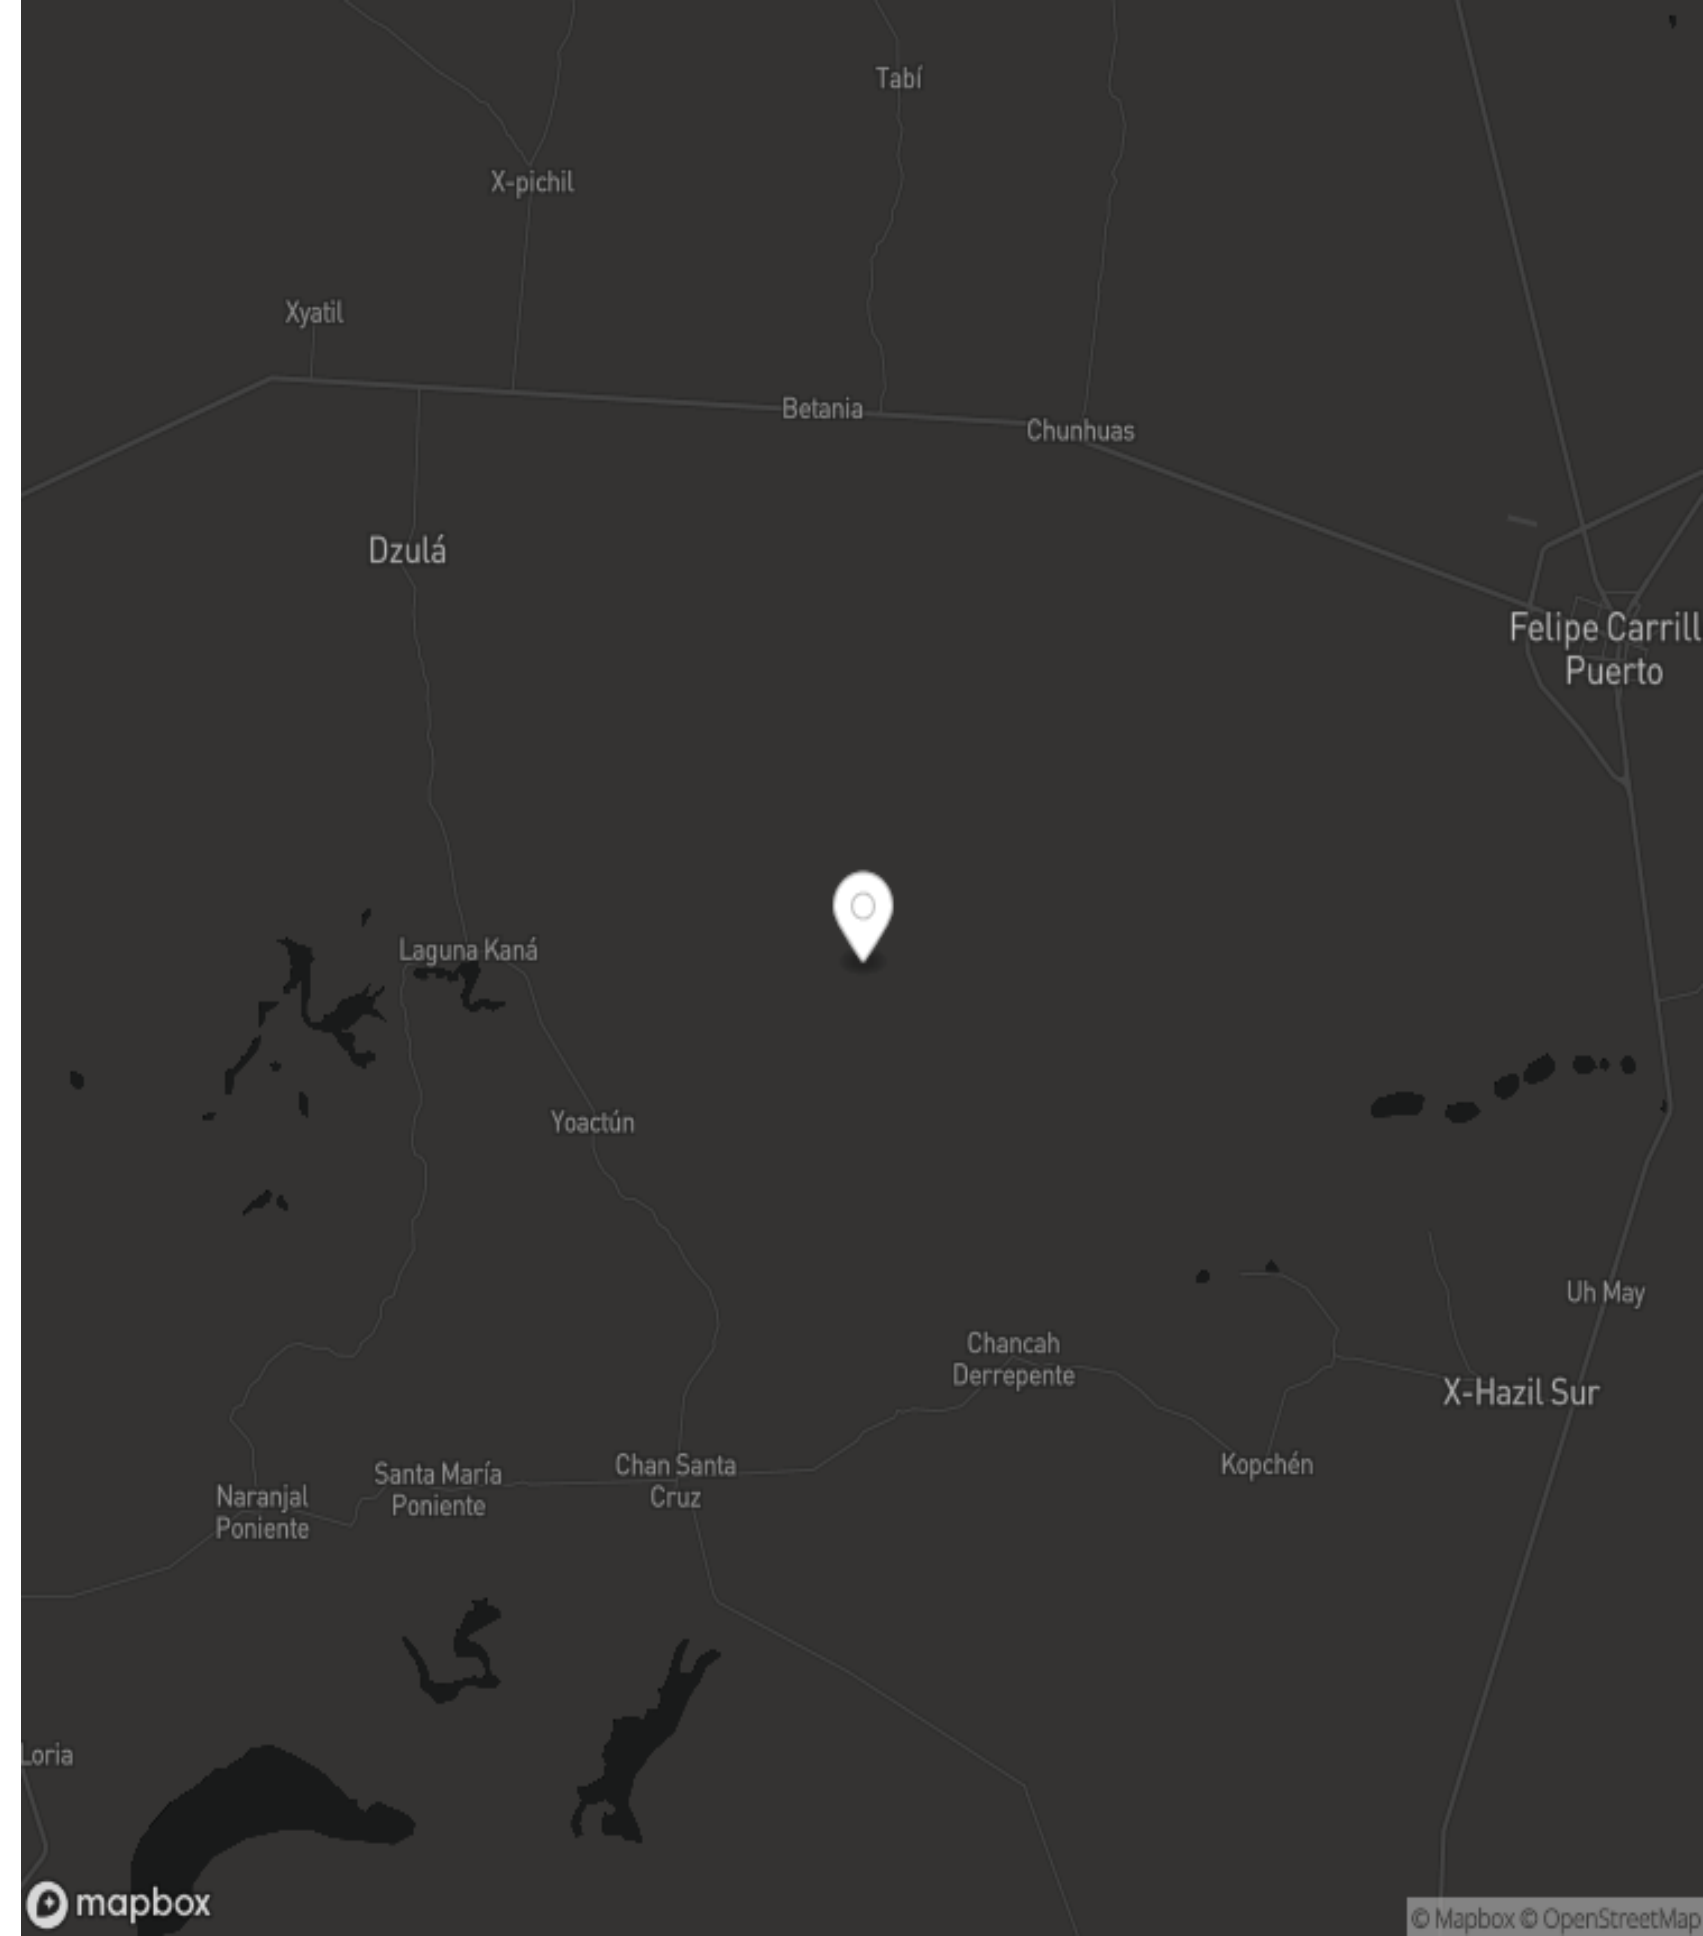 Tabí
X-pichil
Xyatil
Betania
Chunhuas
Dzulá
Felipe Carrill
Puerto
Laguna Kaná
Yoactún
Uh May
Chancah
Derrepente
X-Hazil Sur
Kopchén
Chan Santa
Cruz
Santa María
Poniente
Naranjal
Poniente
Loria
mapbox
© Mapbox © OpenStreetMap